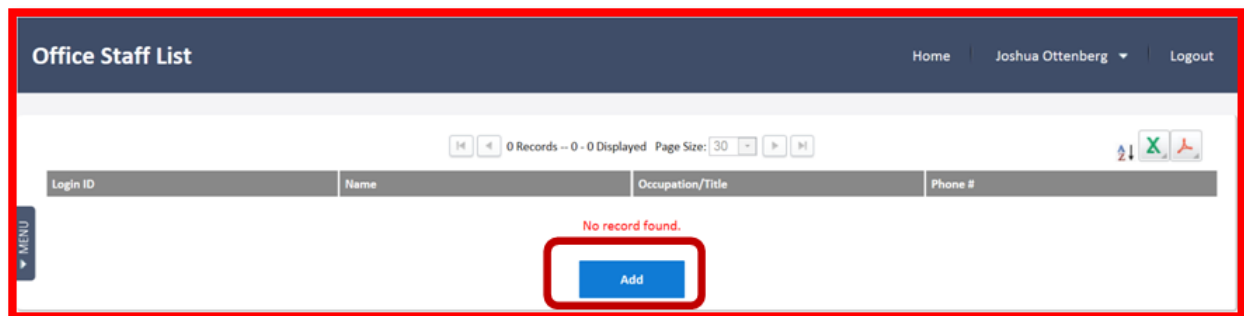 Office Staff List Home Joshua Ottenberg Logout
0 Records -- 0 - 0 Displayed Page Size: 30
A
Z
Login ID Name Occupation/Title Phone #
No record found.
MENU
Add